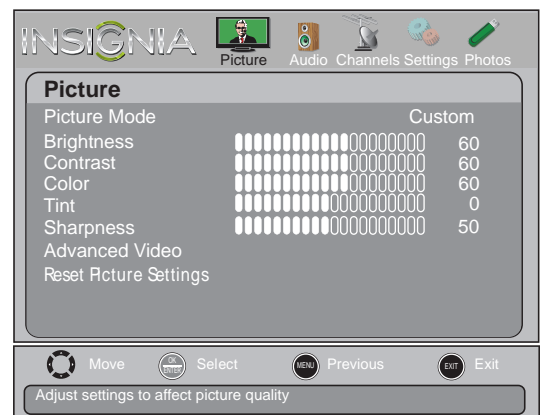 INSIGNIA
Picture Audio Channels Settings Photos
Picture
Picture Mode Custom
Brightness 60
Contrast 60
Color 60
Tint 0
Sharpness 50
Advanced Video
Reset Picture Settings
Move OK ENTER Select MENU Previous EXIT Exit
Adjust settings to affect picture quality